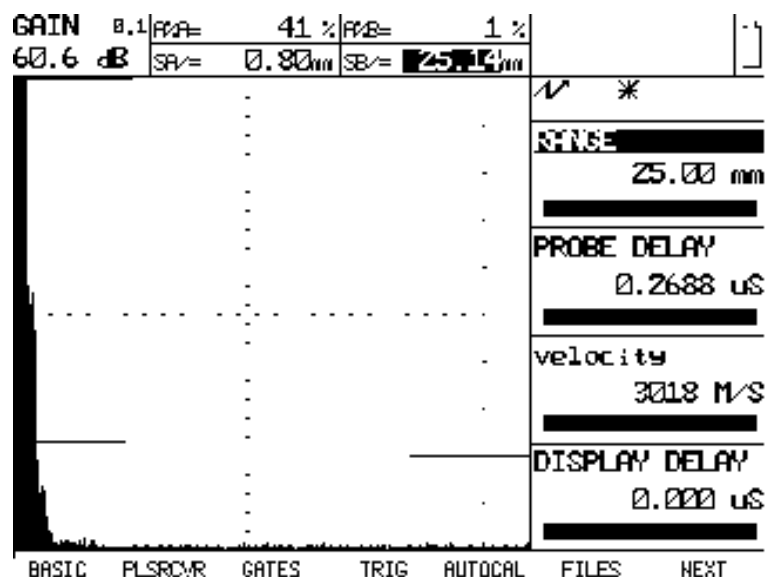 GAIN 0.1 A%A= 41 % A%B= 1 %
60.6 dB SA/= 0.80mm SB/= 25.14mm
RANGE
25.00 mm
PROBE DELAY
0.2688 uS
velocity
3018 M/S
DISPLAY DELAY
0.000 uS
BASIC PLSRCVR GATES TRIG AUTOCAL FILES NEXT